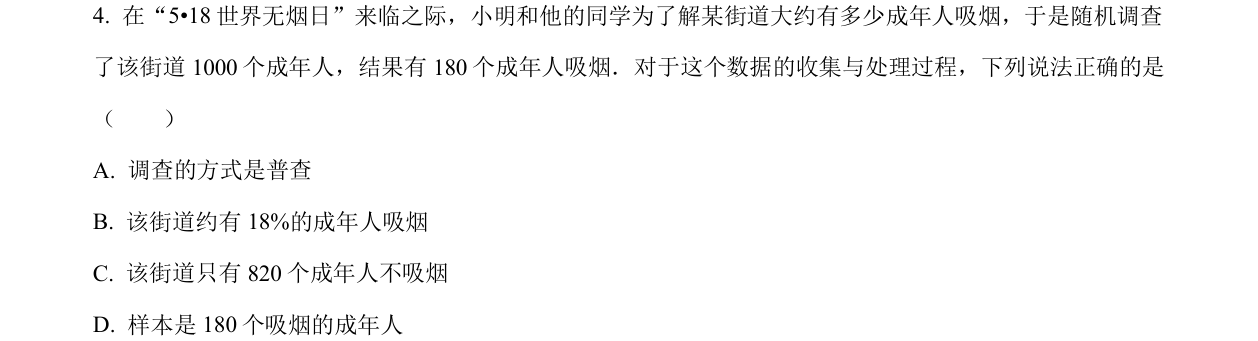 4. 在“5•18 世界无烟日”来临之际，小明和他的同学为了解某街道大约有多少成年人吸烟，于是随机调查
了该街道 1000 个成年人，结果有 180 个成年人吸烟．对于这个数据的收集与处理过程，下列说法正确的是
（　　）
A. 调查的方式是普查
B. 该街道约有 18%的成年人吸烟
C. 该街道只有 820 个成年人不吸烟
D. 样本是 180 个吸烟的成年人